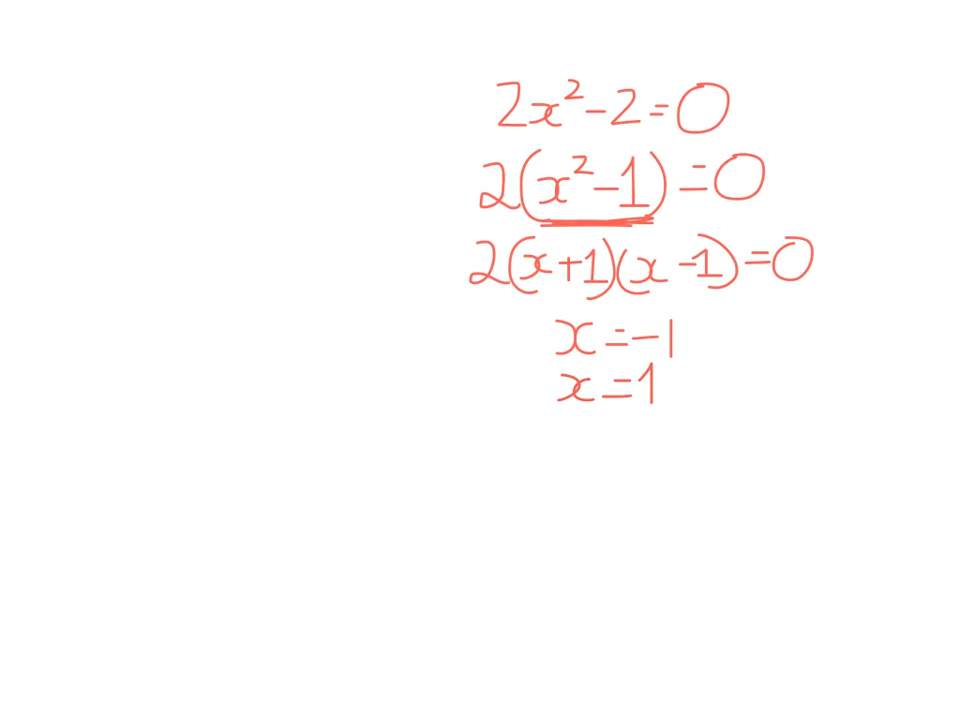 2x²-2=0
2(x²-1)=0
2(x+1)(x-1)=0
x=-1
x=1